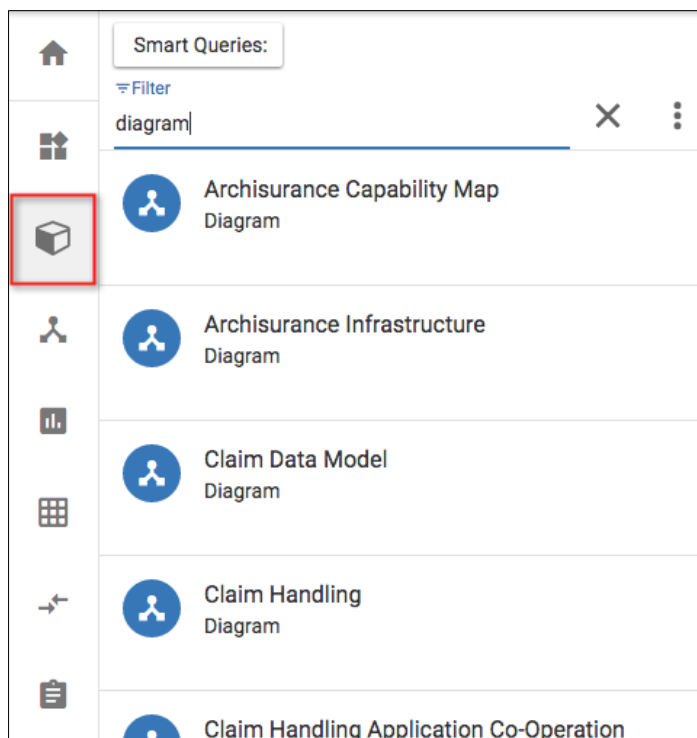 Smart Queries:
Filter
diagram
Archisurance Capability Map
Diagram
Archisurance Infrastructure
Diagram
Claim Data Model
Diagram
Claim Handling
Diagram
Claim Handling Application Co-Operation